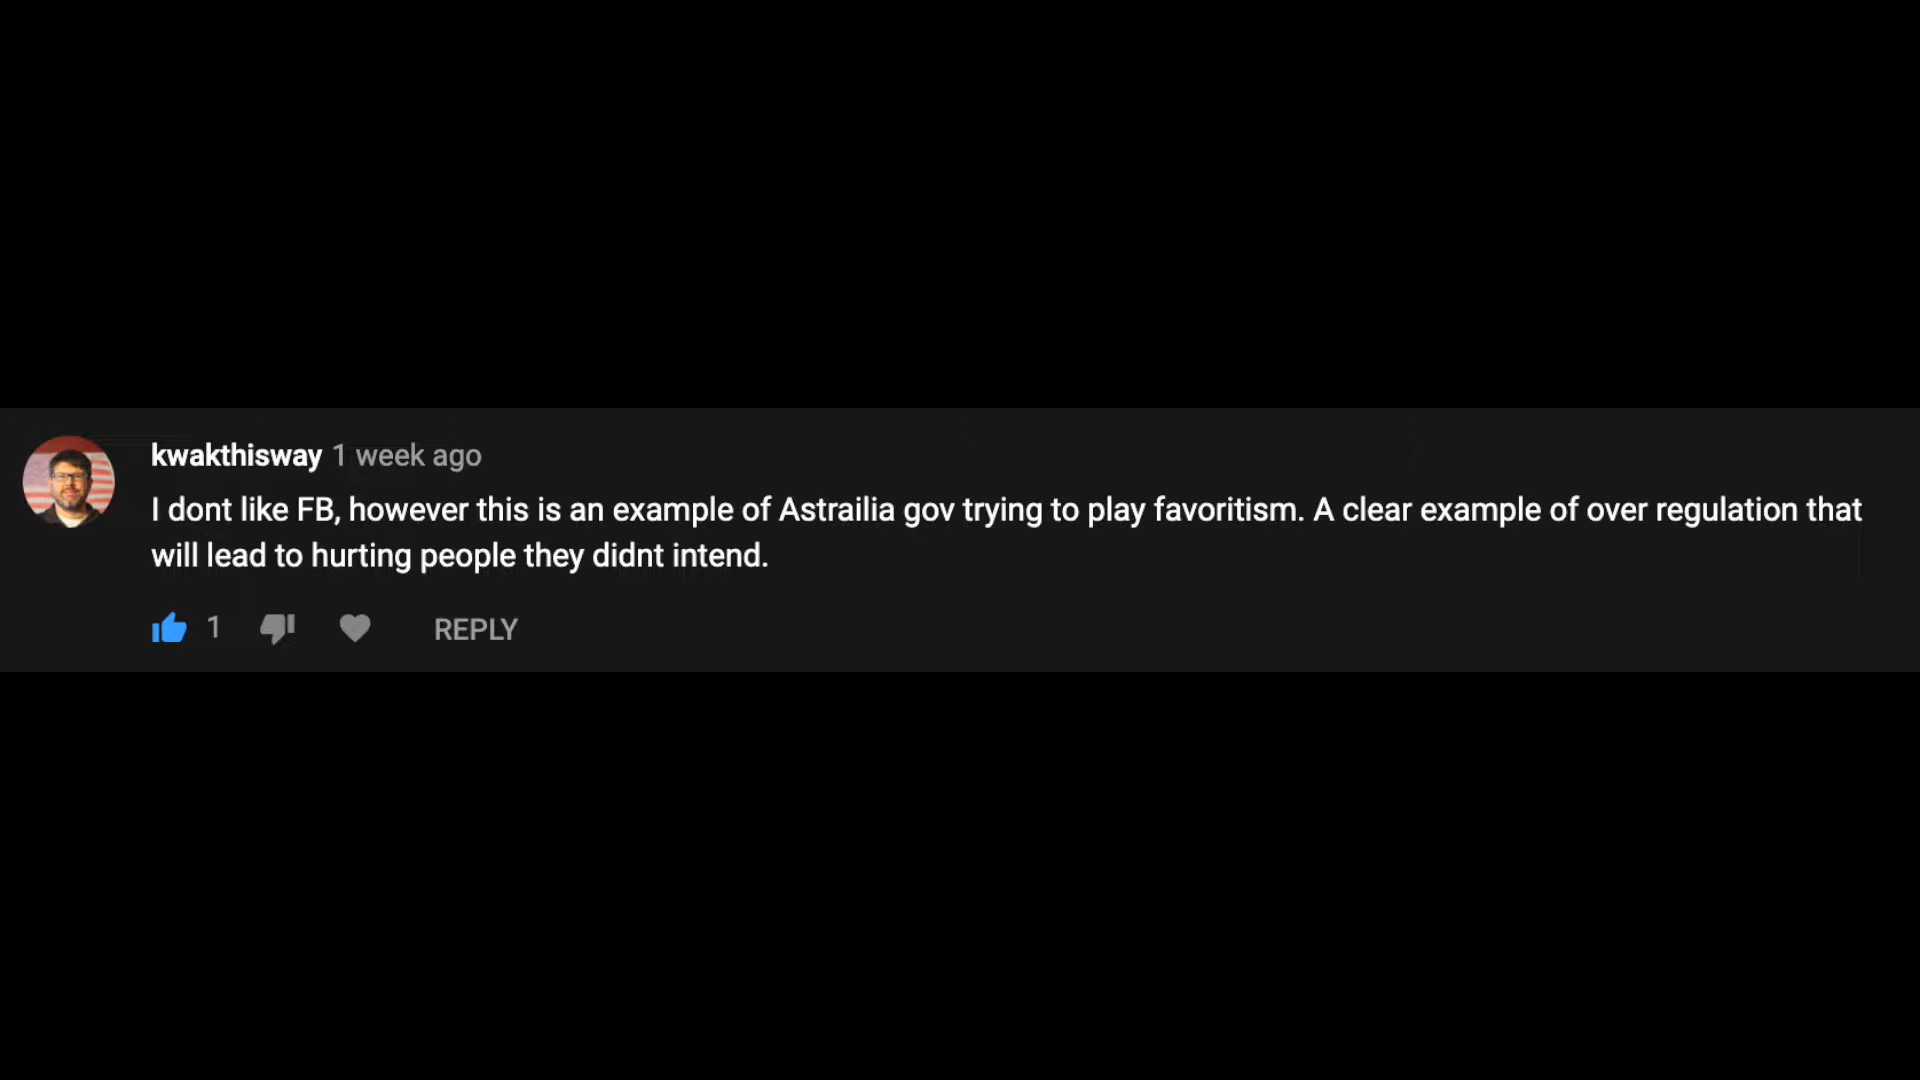 kwakthisway 1 week ago
I dont like FB, however this is an example of Astrailia gov trying to play favoritism. A clear example of over regulation that
will lead to hurting people they didnt intend.
1 REPLY